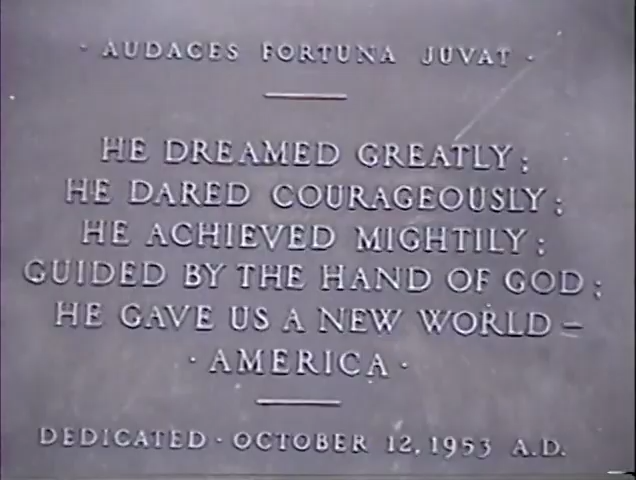 · AUDACES FORTUNA JUVAT ·
HE DREAMED GREATLY;
HE DARED COURAGEOUSLY;
HE ACHIEVED MIGHTILY;
GUIDED BY THE HAND OF GOD;
HE GAVE US A NEW WORLD–
· AMERICA ·
DEDICATED · OCTOBER 12, 1953 A.D.